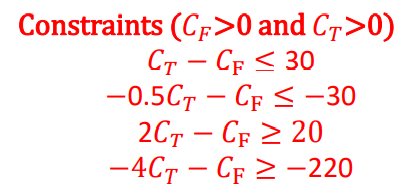 Constraints (C_F>0 and C_T>0)
C_T − C_F ≤ 30
−0.5C_T − C_F ≤ −30
2C_T − C_F ≥ 20
−4C_T − C_F ≥ −220